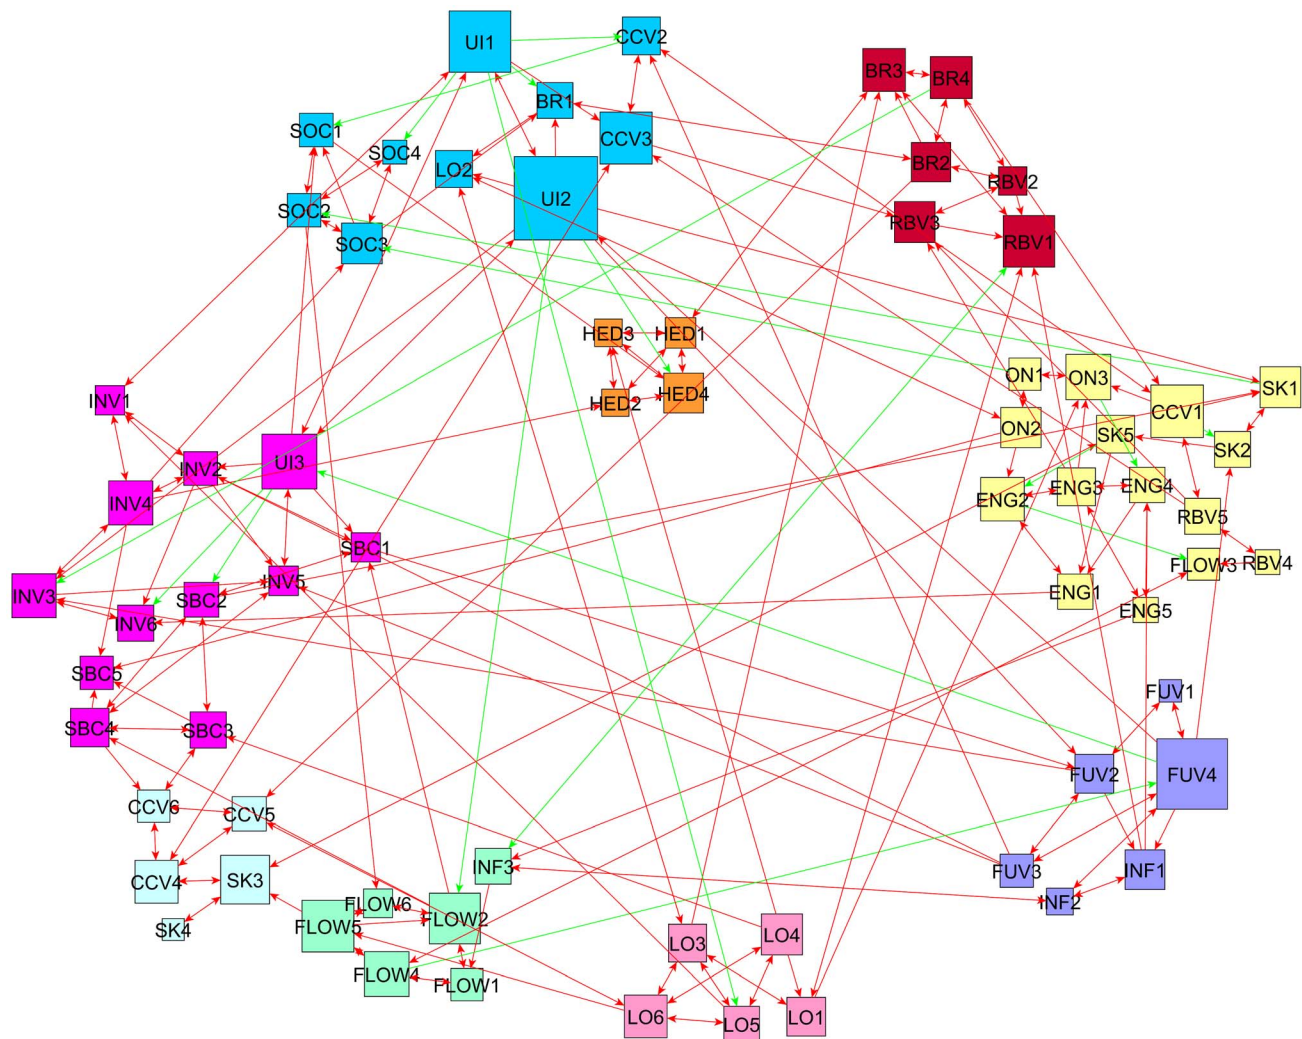 UI1
CCV2
BR3
BR4
BR1
SOC1
CCV3
SOC4
LO2
BR2
RBV2
UI2
SOC2
SOC3
RBV3
RBV1
HED3
HED1
ON1
ON3
SK1
INV1
HED2
HED4
CCV1
ON2
SK5
SK2
INV2
UI3
INV4
ENG2
ENG3
ENG4
RBV5
SBC1
FLOW3
RBV4
INV5
INV3
SBC2
INV6
ENG1
ENG5
SBC5
FUV1
SBC4
SBC3
FUV2
FUV4
CCV6
CCV5
INF3
FUV3
INF1
CCV4
SK3
INF2
FLOW6
SK4
FLOW5
FLOW2
LO3
LO4
FLOW4
FLOW1
LO6
LO5
LO1